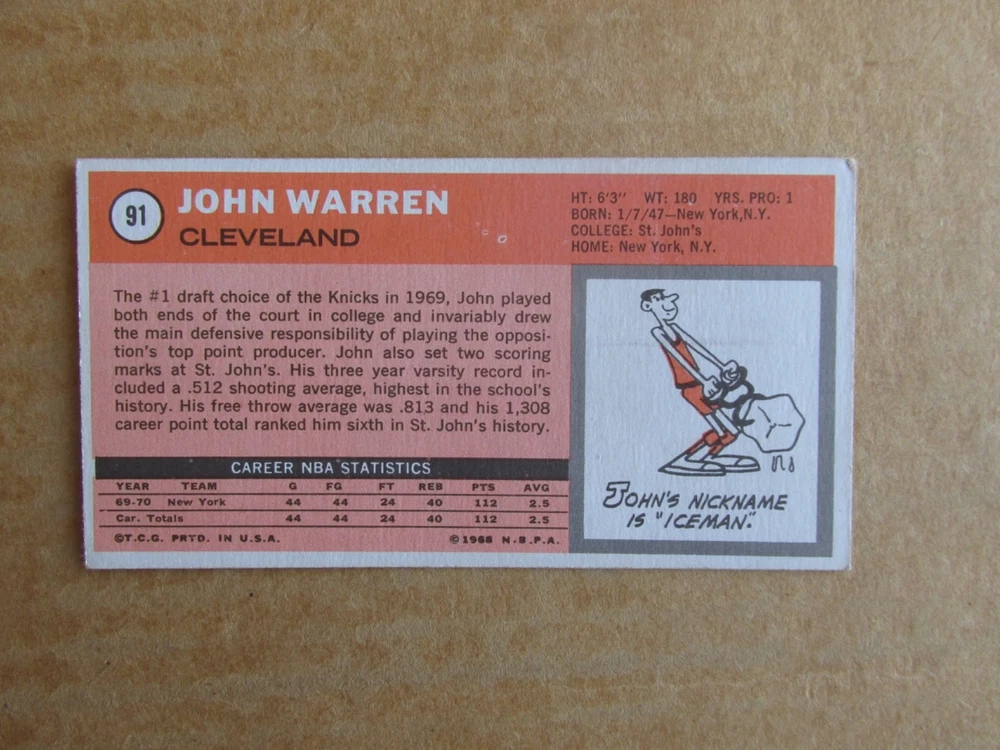 91
JOHN WARREN
CLEVELAND
HT: 6'3" WT: 180 YRS. PRO: 1
BORN: 1/7/47—New York,N.Y.
COLLEGE: St. John's
HOME: New York, N.Y.
The #1 draft choice of the Knicks in 1969, John played
both ends of the court in college and invariably drew
the main defensive responsibility of playing the opposi-
tion's top point producer. John also set two scoring
marks at St. John's. His three year varsity record in-
cluded a .512 shooting average, highest in the school's
history. His free throw average was .813 and his 1,308
career point total ranked him sixth in St. John's history.
CAREER NBA STATISTICS
YEAR TEAM G FG FT REB PTS AVG
69-70 New York 44 44 24 40 112 2.5
Car. Totals 44 44 24 40 112 2.5
©T.C.G. PRTD. IN U.S.A. ©1968 N.B.P.A.
JOHN'S NICKNAME
IS "ICEMAN."